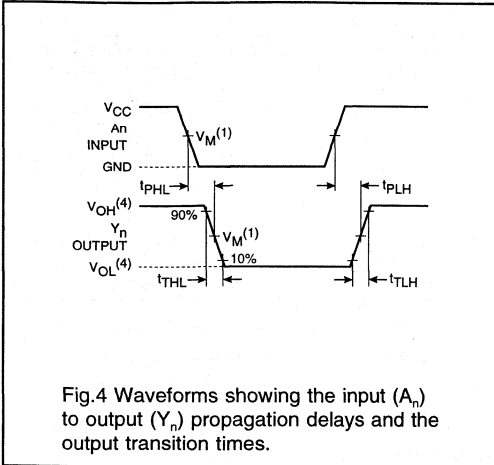 VCC
An
INPUT
VM(1)
GND
tPHL
tPLH
VOH(4)
90%
Yn
OUTPUT
VM(1)
VOL(4)
10%
tTHL
tTLH
Fig.4 Waveforms showing the input (An)
to output (Yn) propagation delays and the
output transition times.